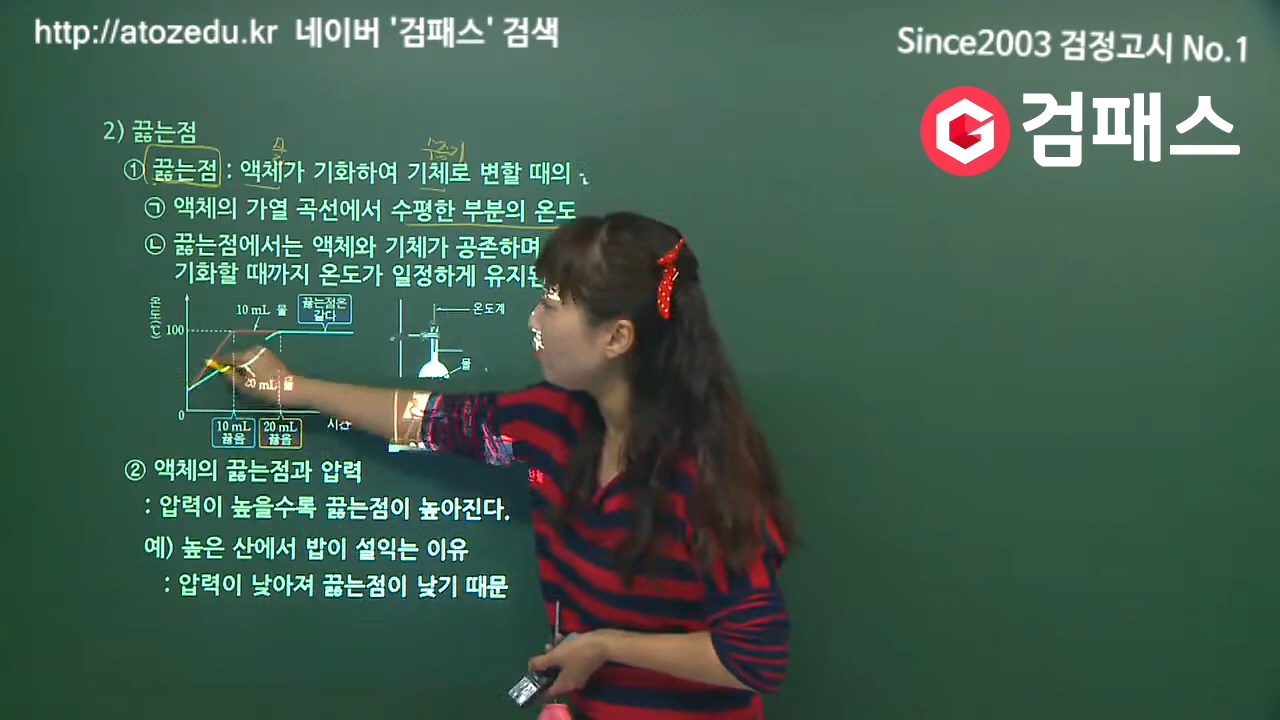 http://atozedu.kr 네이버 '검패스' 검색
Since2003 검정고시 No.1
검패스
2) 끓는점
① 끓는점 : 액체가 기화하여 기체로 변할 때의
㉠ 액체의 가열 곡선에서 수평한 부분의 온도
㉡ 끓는점에서는 액체와 기체가 공존하며
기화할 때까지 온도가 일정하게
온도(℃)
10 mL 물
끓는점은
같다
100
20 mL 물
0
10 mL
끓음
20 mL
끓음
시간
온도계
물
② 액체의 끓는점과 압력
: 압력이 높을수록 끓는점이 높아진다.
예) 높은 산에서 밥이 설익는 이유
: 압력이 낮아져 끓는점이 낮기 때문